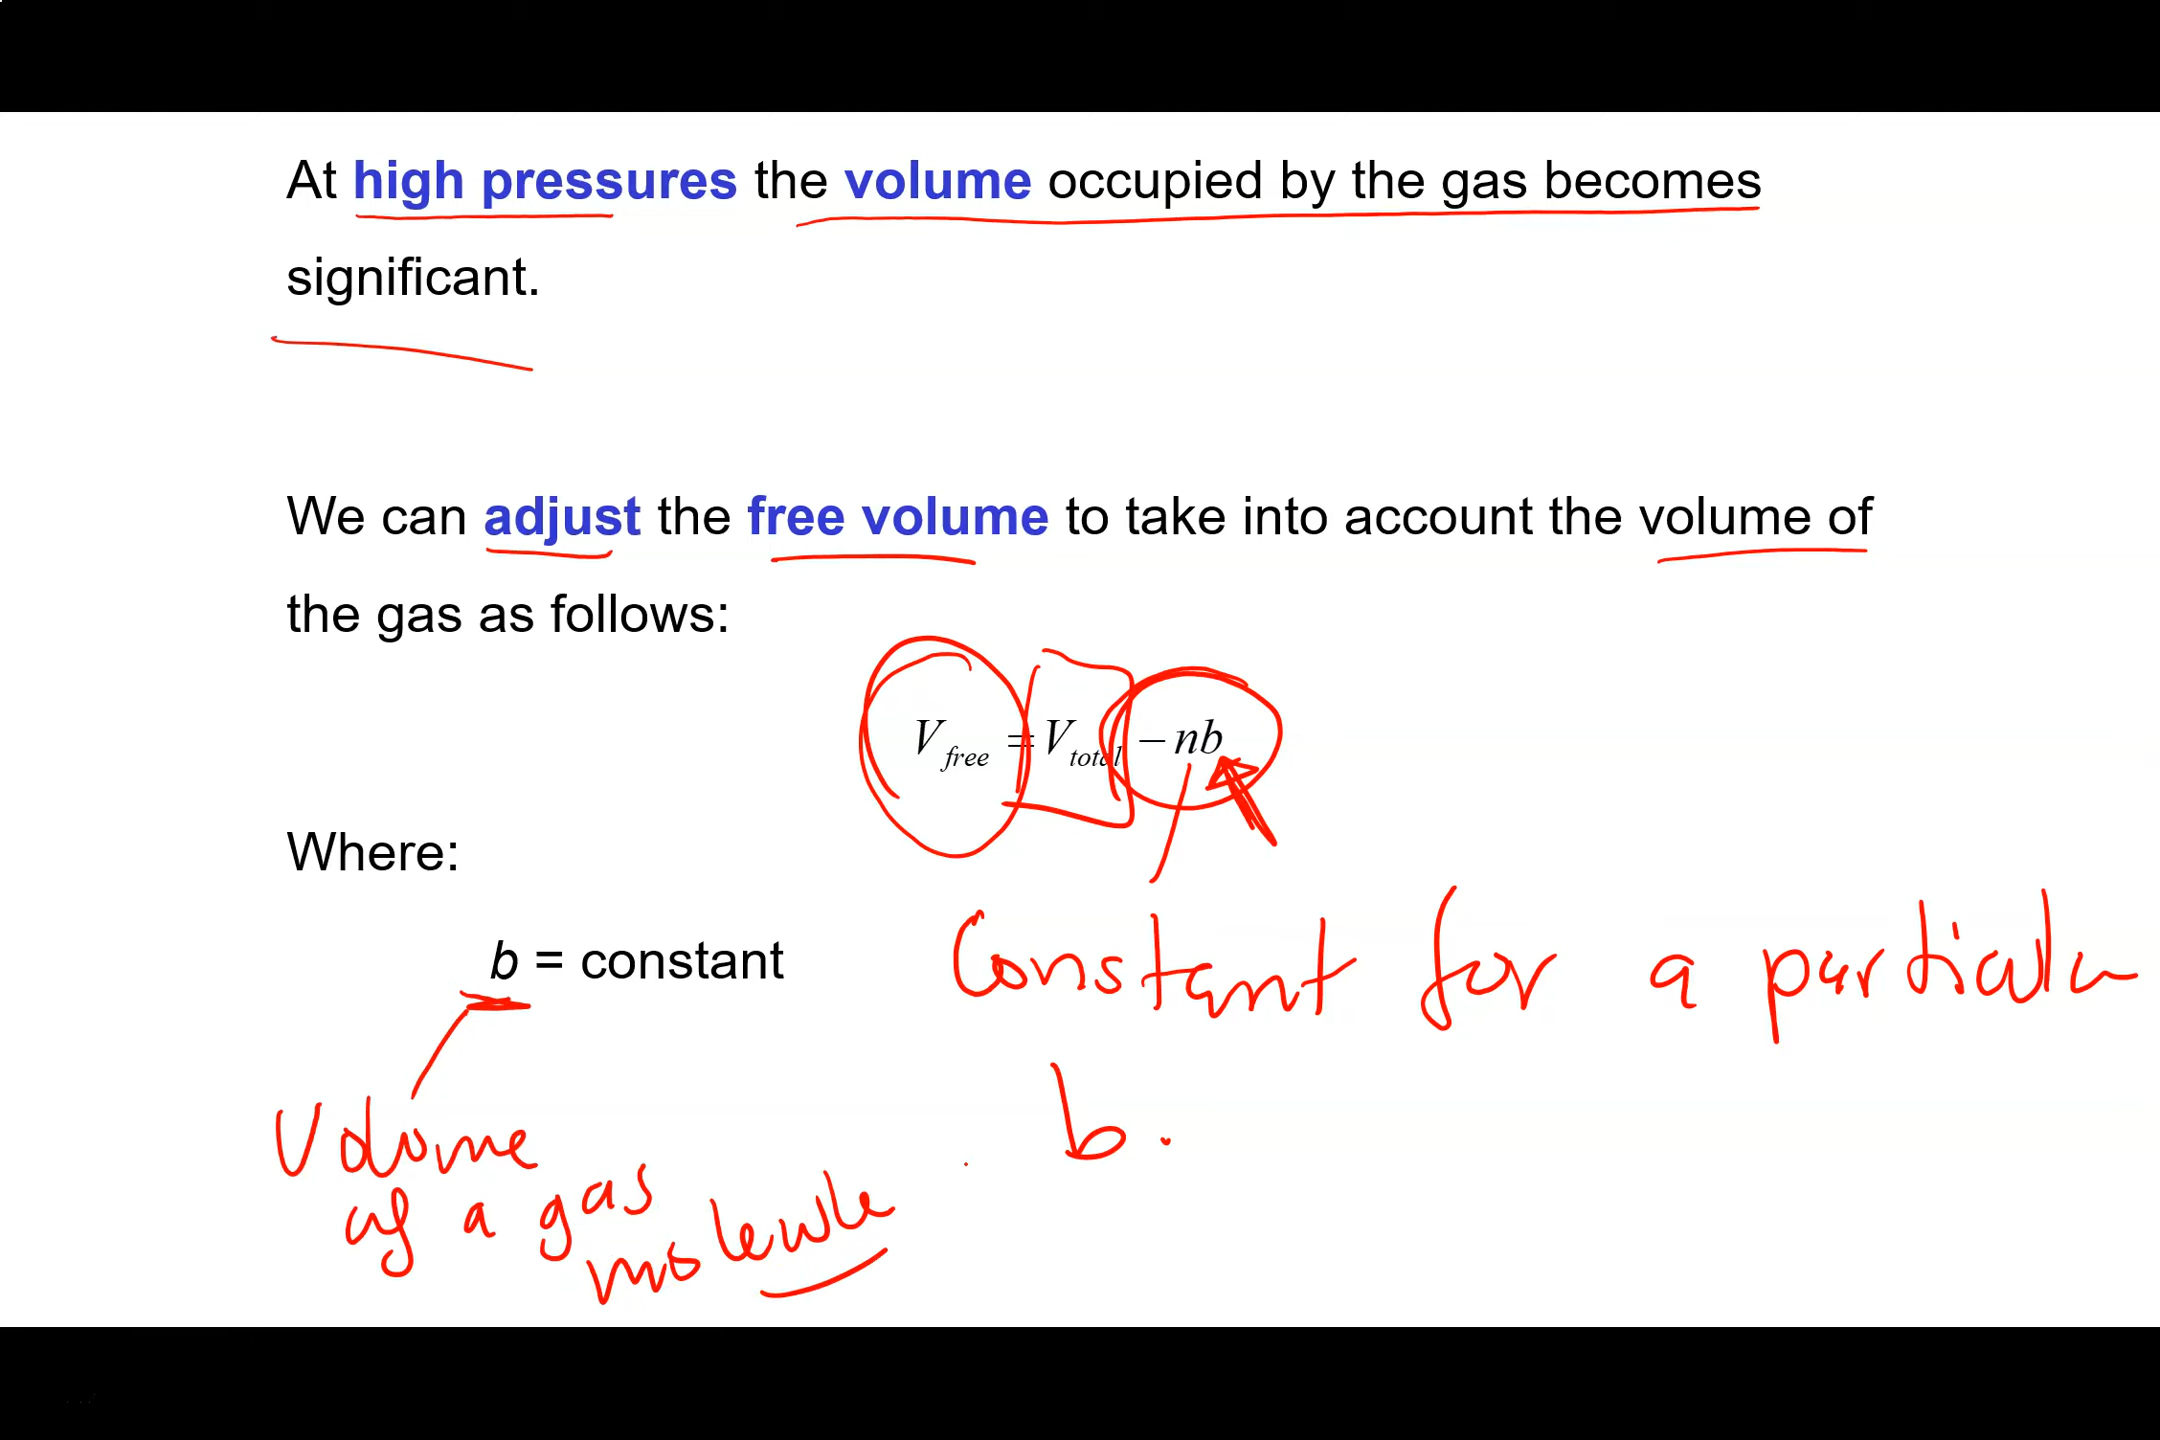 At high pressures the volume occupied by the gas becomes
significant.
We can adjust the free volume to take into account the volume of
the gas as follows:
V_free = V_total − nb
Where:
b = constant
Constant for a particular
b.
Volume
of a gas
molecule